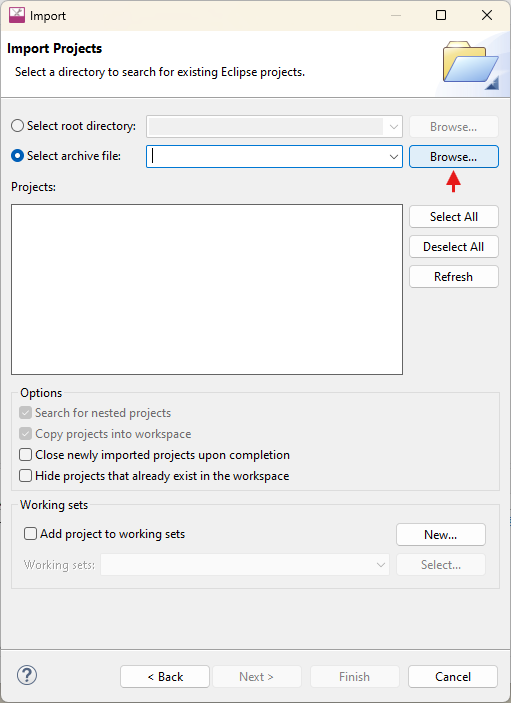 Import
Import Projects
Select a directory to search for existing Eclipse projects.
Select root directory:
Browse...
Select archive file:
Browse...
Projects:
Select All
Deselect All
Refresh
Options
Search for nested projects
Copy projects into workspace
Close newly imported projects upon completion
Hide projects that already exist in the workspace
Working sets
Add project to working sets
New...
Working sets:
Select...
?
< Back
Next >
Finish
Cancel